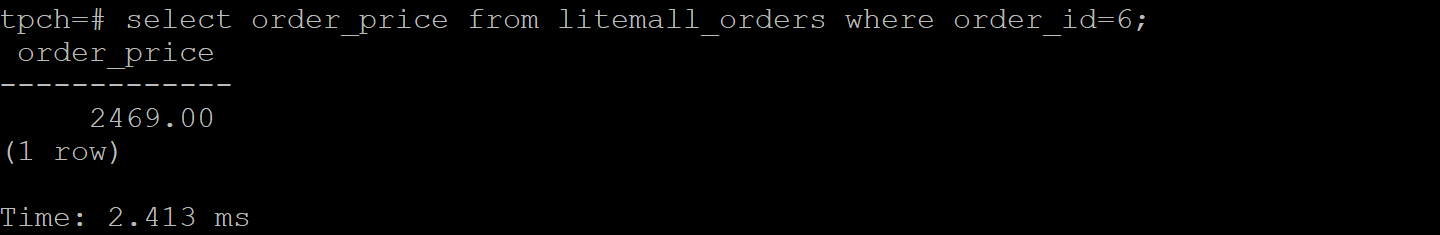 tpch=# select order_price from litemall_orders where order_id=6;
 order_price
-------------
     2469.00
(1 row)

Time: 2.413 ms